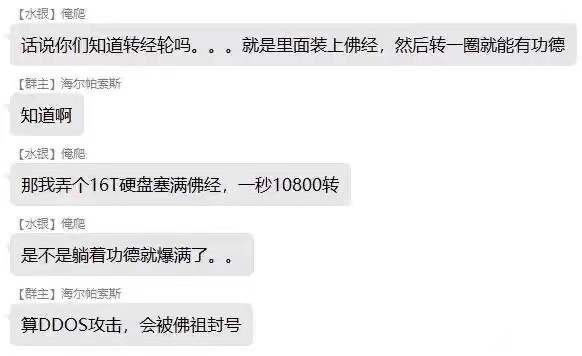 【水银】俺爬
话说你们知道转经轮吗。。。就是里面装上佛经，然后转一圈就能有功德
【群主】海尔帕索斯
知道啊
【水银】俺爬
那我弄个16T硬盘塞满佛经，一秒10800转
【水银】俺爬
是不是躺着功德就爆满了。。
【群主】海尔帕索斯
算DDOS攻击，会被佛祖封号